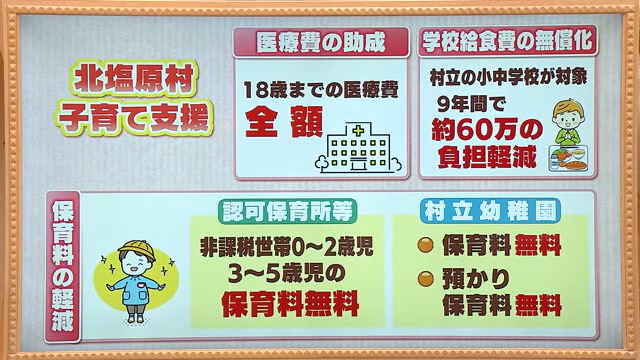 北塩原村
子育て支援
医療費の助成
18歳までの医療費
全額
学校給食費の無償化
村立の小中学校が対象
9年間で
約60万の
負担軽減
保育料の軽減
認可保育所等
非課税世帯0〜2歳児
3〜5歳児の
保育料無料
村立幼稚園
保育料無料
預かり
保育料無料